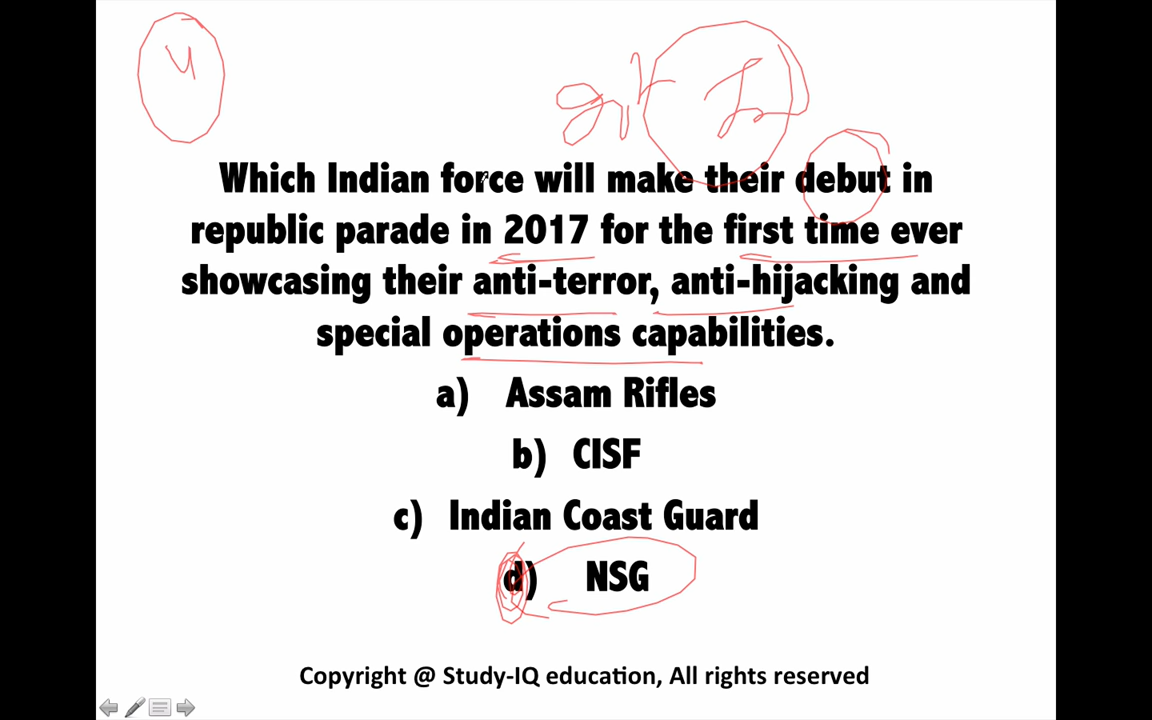 Which Indian force will make their debut in
republic parade in 2017 for the first time ever
showcasing their anti-terror, anti-hijacking and
special operations capabilities.
a) Assam Rifles
b) CISF
c) Indian Coast Guard
d) NSG
Copyright @ Study-IQ education, All rights reserved